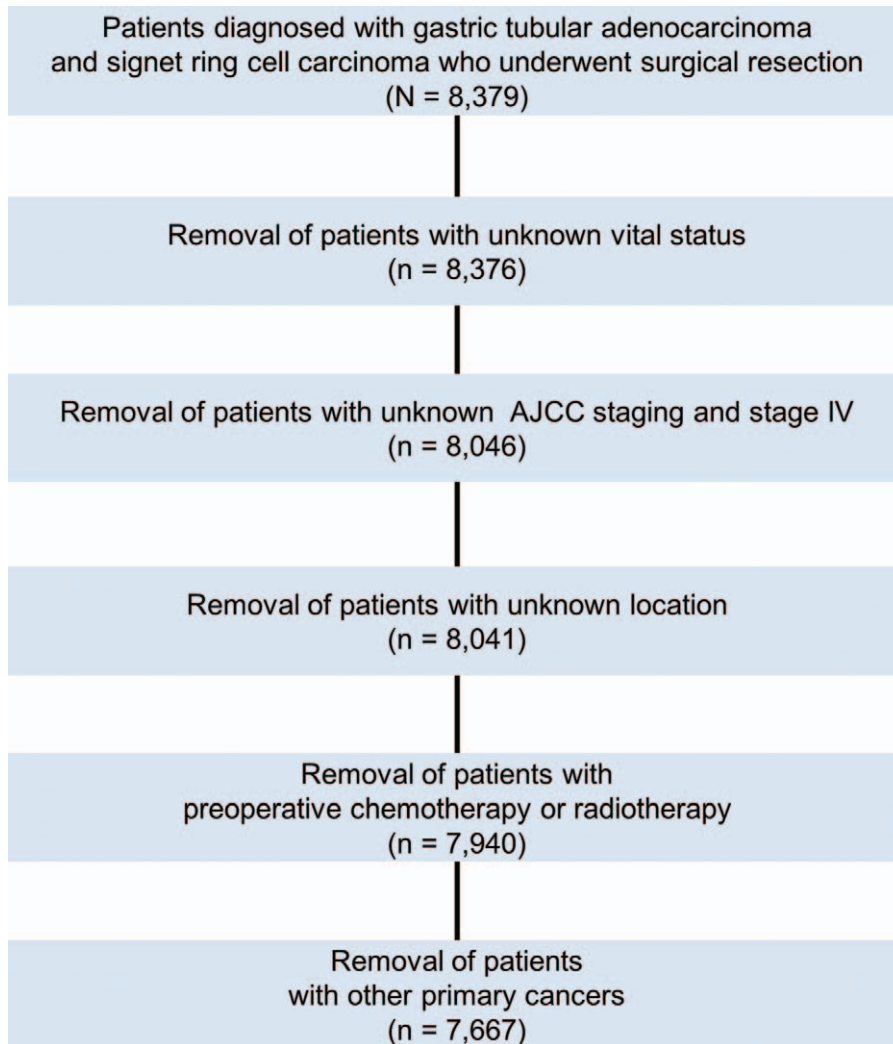 Patients diagnosed with gastric tubular adenocarcinoma
and signet ring cell carcinoma who underwent surgical resection
(N = 8,379)
Removal of patients with unknown vital status
(n = 8,376)
Removal of patients with unknown AJCC staging and stage IV
(n = 8,046)
Removal of patients with unknown location
(n = 8,041)
Removal of patients with
preoperative chemotherapy or radiotherapy
(n = 7,940)
Removal of patients
with other primary cancers
(n = 7,667)